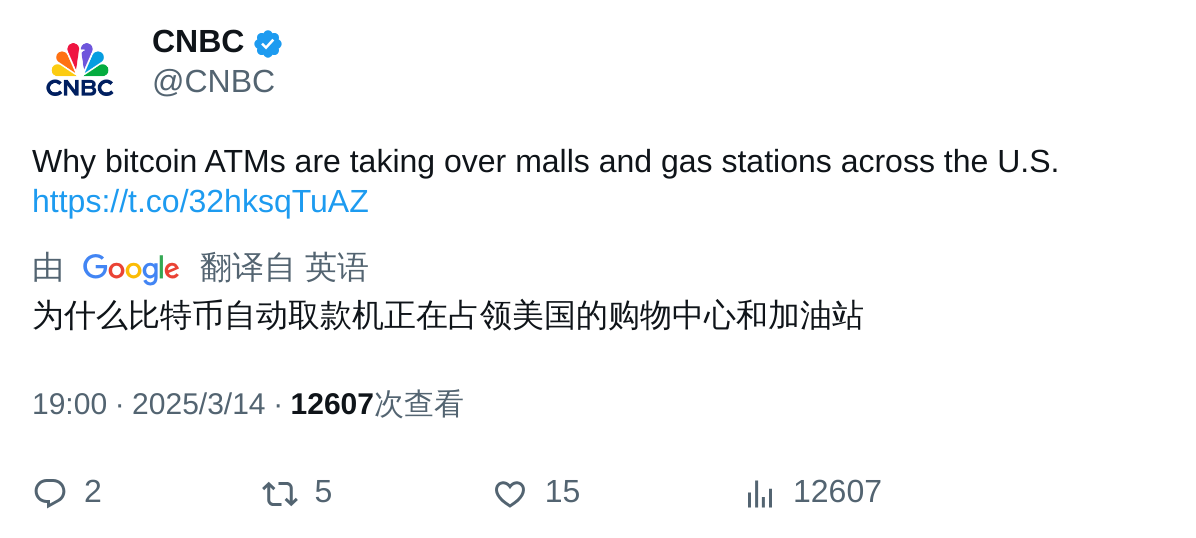 CNBC
CNBC
@CNBC
Why bitcoin ATMs are taking over malls and gas stations across the U.S.
https://t.co/32hksqTuAZ
由 Google 翻译自 英语
为什么比特币自动取款机正在占领美国的购物中心和加油站
19:00 · 2025/3/14 · 12607次查看
2 5 15 12607